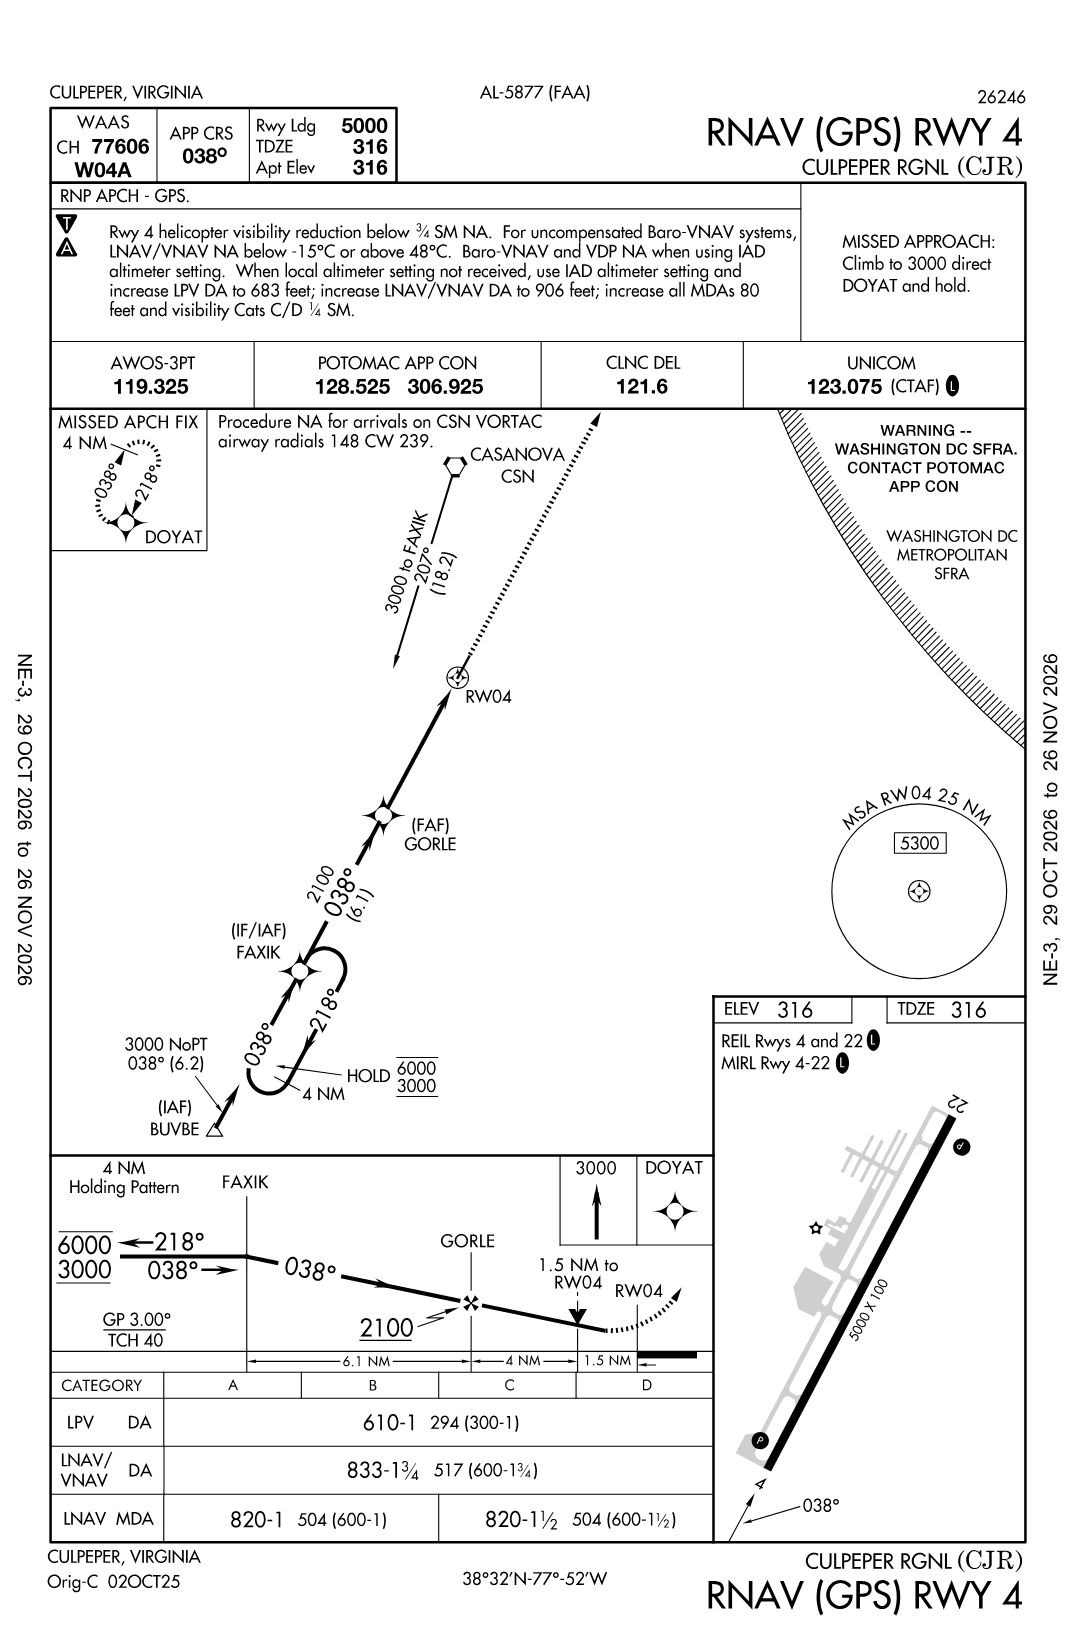 CULPEPER, VIRGINIA
AL-5877 (FAA)
26246
WAAS
CH 77606
W04A
APP CRS
038°
Rwy Ldg 5000
TDZE 316
Apt Elev 316
RNAV (GPS) RWY 4
CULPEPER RGNL (CJR)
RNP APCH - GPS.
T
A
Rwy 4 helicopter visibility reduction below ¾ SM NA. For uncompensated Baro-VNAV systems,
LNAV/VNAV NA below -15°C or above 48°C. Baro-VNAV and VDP NA when using IAD
altimeter setting. When local altimeter setting not received, use IAD altimeter setting and
increase LPV DA to 683 feet; increase LNAV/VNAV DA to 906 feet; increase all MDAs 80
feet and visibility Cats C/D ¼ SM.
MISSED APPROACH:
Climb to 3000 direct
DOYAT and hold.
AWOS-3PT
119.325
POTOMAC APP CON
128.525 306.925
CLNC DEL
121.6
UNICOM
123.075 (CTAF) L
MISSED APCH FIX
4 NM
038°
218°
DOYAT
Procedure NA for arrivals on CSN VORTAC
airway radials 148 CW 239.
CASANOVA
CSN
3000 to FAXIK
207°
(18.2)
WARNING --
WASHINGTON DC SFRA.
CONTACT POTOMAC
APP CON
WASHINGTON DC
METROPOLITAN
SFRA
RW04
(FAF)
GORLE
2100
038°
(6.1)
(IF/IAF)
FAXIK
038°
218°
3000 NoPT
038° (6.2)
HOLD 6000
3000
4 NM
(IAF)
BUVBE
MSA RW04 25 NM
5300
NE-3, 29 OCT 2026 to 26 NOV 2026
NE-3, 29 OCT 2026 to 26 NOV 2026
ELEV 316
TDZE 316
REIL Rwys 4 and 22 L
MIRL Rwy 4-22 L
22
P
5000 X 100
P
4
038°
4 NM
Holding Pattern
FAXIK
6000
3000
218°
038°
038°
GORLE
2100
GP 3.00°
TCH 40
3000
DOYAT
1.5 NM to
RW04
RW04
6.1 NM
4 NM
1.5 NM
CATEGORY A B C D
LPV DA 610-1 294 (300-1)
LNAV/
VNAV DA 833-1¾ 517 (600-1¾)
LNAV MDA 820-1 504 (600-1) 820-1½ 504 (600-1½)
CULPEPER, VIRGINIA
Orig-C 02OCT25
38°32'N-77°-52'W
CULPEPER RGNL (CJR)
RNAV (GPS) RWY 4